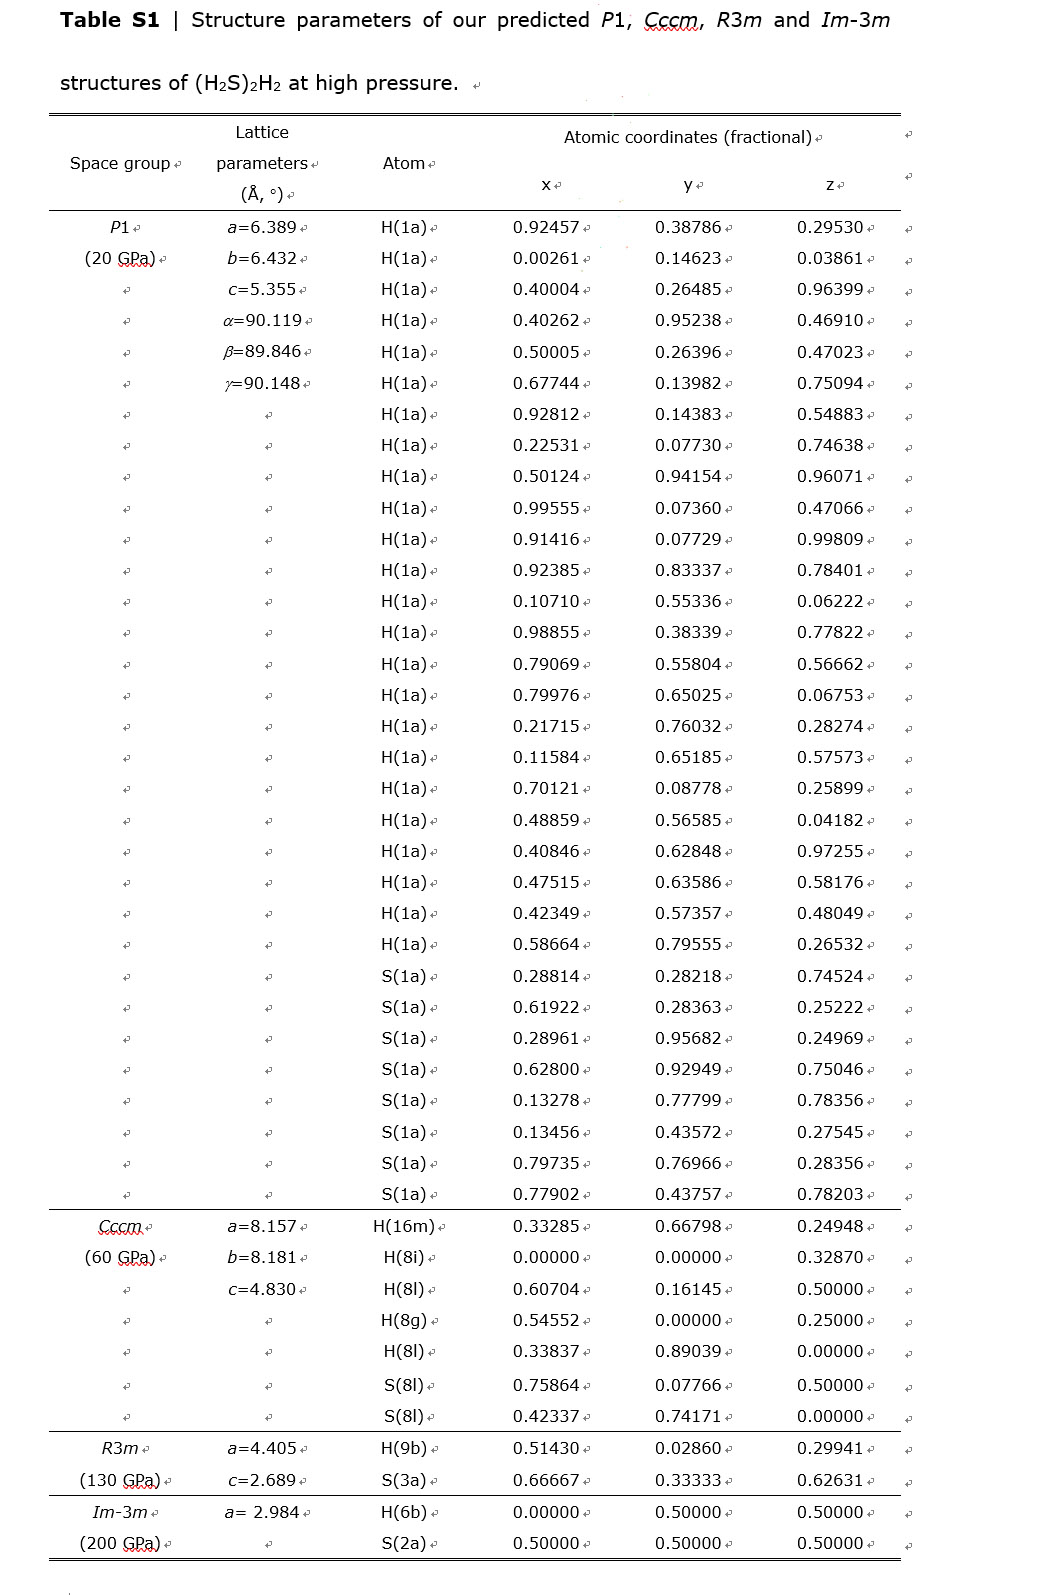 Table S1 | Structure parameters of our predicted P1, Cccm, R3m and Im-3m
structures of (H₂S)₂H₂ at high pressure.
Lattice
Atomic coordinates (fractional)
Space group parameters Atom
x y z
(Å, °)
P1 a=6.389 H(1a) 0.92457 0.38786 0.29530
(20 GPa) b=6.432 H(1a) 0.00261 0.14623 0.03861
c=5.355 H(1a) 0.40004 0.26485 0.96399
α=90.119 H(1a) 0.40262 0.95238 0.46910
β=89.846 H(1a) 0.50005 0.26396 0.47023
γ=90.148 H(1a) 0.67744 0.13982 0.75094
H(1a) 0.92812 0.14383 0.54883
H(1a) 0.22531 0.07730 0.74638
H(1a) 0.50124 0.94154 0.96071
H(1a) 0.99555 0.07360 0.47066
H(1a) 0.91416 0.07729 0.99809
H(1a) 0.92385 0.83337 0.78401
H(1a) 0.10710 0.55336 0.06222
H(1a) 0.98855 0.38339 0.77822
H(1a) 0.79069 0.55804 0.56662
H(1a) 0.79976 0.65025 0.06753
H(1a) 0.21715 0.76032 0.28274
H(1a) 0.11584 0.65185 0.57573
H(1a) 0.70121 0.08778 0.25899
H(1a) 0.48859 0.56585 0.04182
H(1a) 0.40846 0.62848 0.97255
H(1a) 0.47515 0.63586 0.58176
H(1a) 0.42349 0.57357 0.48049
H(1a) 0.58664 0.79555 0.26532
S(1a) 0.28814 0.28218 0.74524
S(1a) 0.61922 0.28363 0.25222
S(1a) 0.28961 0.95682 0.24969
S(1a) 0.62800 0.92949 0.75046
S(1a) 0.13278 0.77799 0.78356
S(1a) 0.13456 0.43572 0.27545
S(1a) 0.79735 0.76966 0.28356
S(1a) 0.77902 0.43757 0.78203
Cccm a=8.157 H(16m) 0.33285 0.66798 0.24948
(60 GPa) b=8.181 H(8i) 0.00000 0.00000 0.32870
c=4.830 H(8l) 0.60704 0.16145 0.50000
H(8g) 0.54552 0.00000 0.25000
H(8l) 0.33837 0.89039 0.00000
S(8l) 0.75864 0.07766 0.50000
S(8l) 0.42337 0.74171 0.00000
R3m a=4.405 H(9b) 0.51430 0.02860 0.29941
(130 GPa) c=2.689 S(3a) 0.66667 0.33333 0.62631
Im-3m a= 2.984 H(6b) 0.00000 0.50000 0.50000
(200 GPa) S(2a) 0.50000 0.50000 0.50000